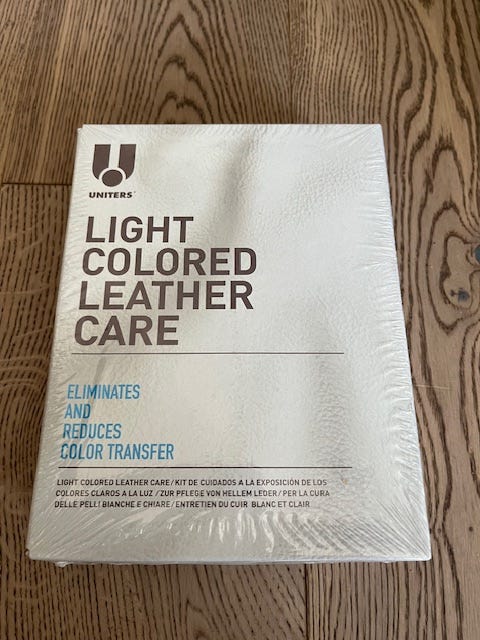 UNITERS
LIGHT
COLORED
LEATHER
CARE
ELIMINATES
AND
REDUCES
COLOR TRANSFER
LIGHT COLORED LEATHER CARE / KIT DE CUIDADOS A LA EXPOSICIÓN DE LOS
COLORES CLAROS A LA LUZ / ZUR PFLEGE VON HELLEM LEDER / PER LA CURA
DELLE PELLI BIANCHE E CHIARE / ENTRETIEN DU CUIR BLANC ET CLAIR